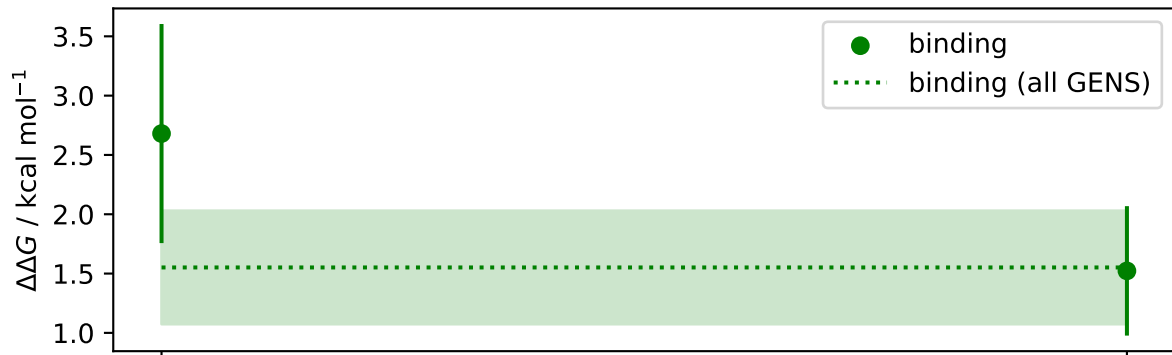 3.5
3.0
2.5
2.0
1.5
1.0
ΔΔG / kcal mol⁻¹
binding
binding (all GENS)